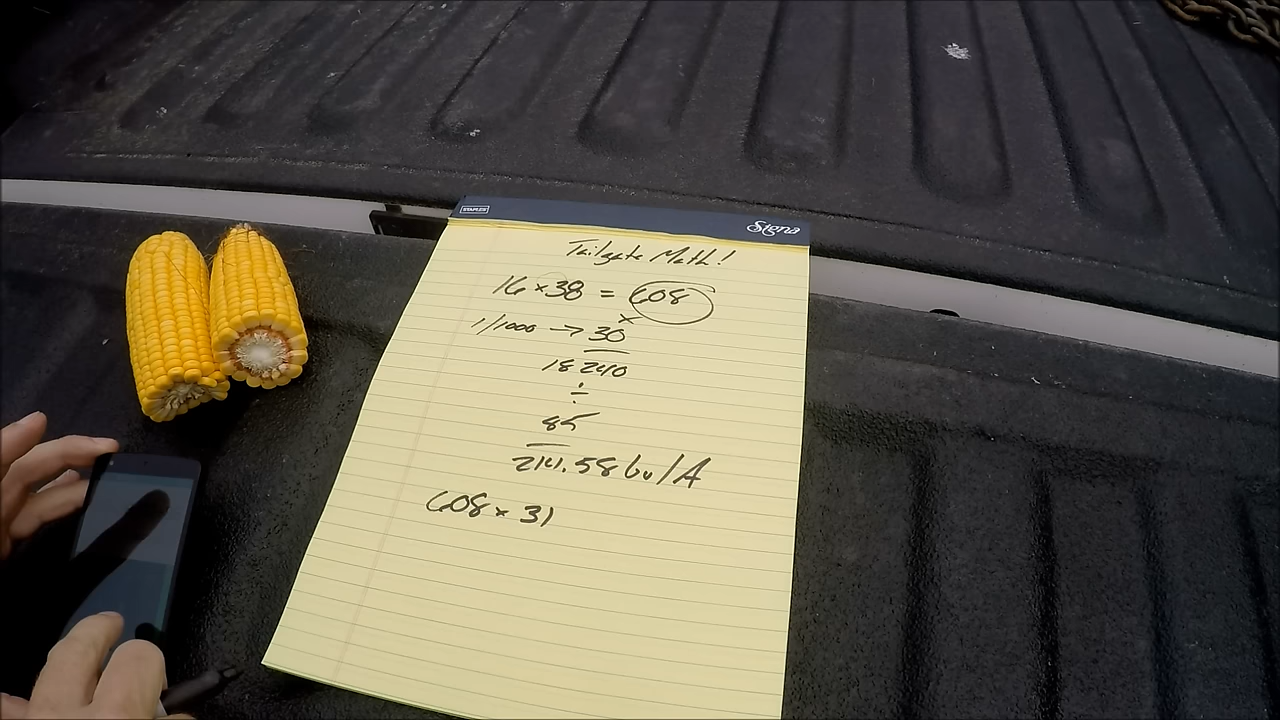 STAPLES
Signa
Tailgate Math!
16 × 38 = 608
×
1/1000 → 30
18240
÷
85
214.58 bu/A
608 × 31